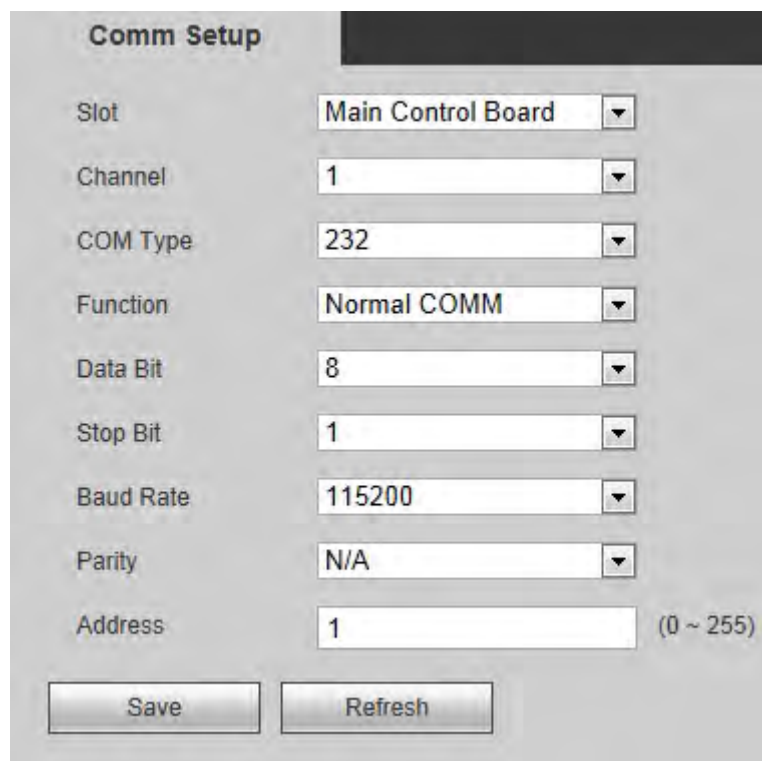 Comm Setup
Slot Main Control Board
Channel 1
COM Type 232
Function Normal COMM
Data Bit 8
Stop Bit 1
Baud Rate 115200
Parity N/A
Address 1 (0 ~ 255)
Save Refresh